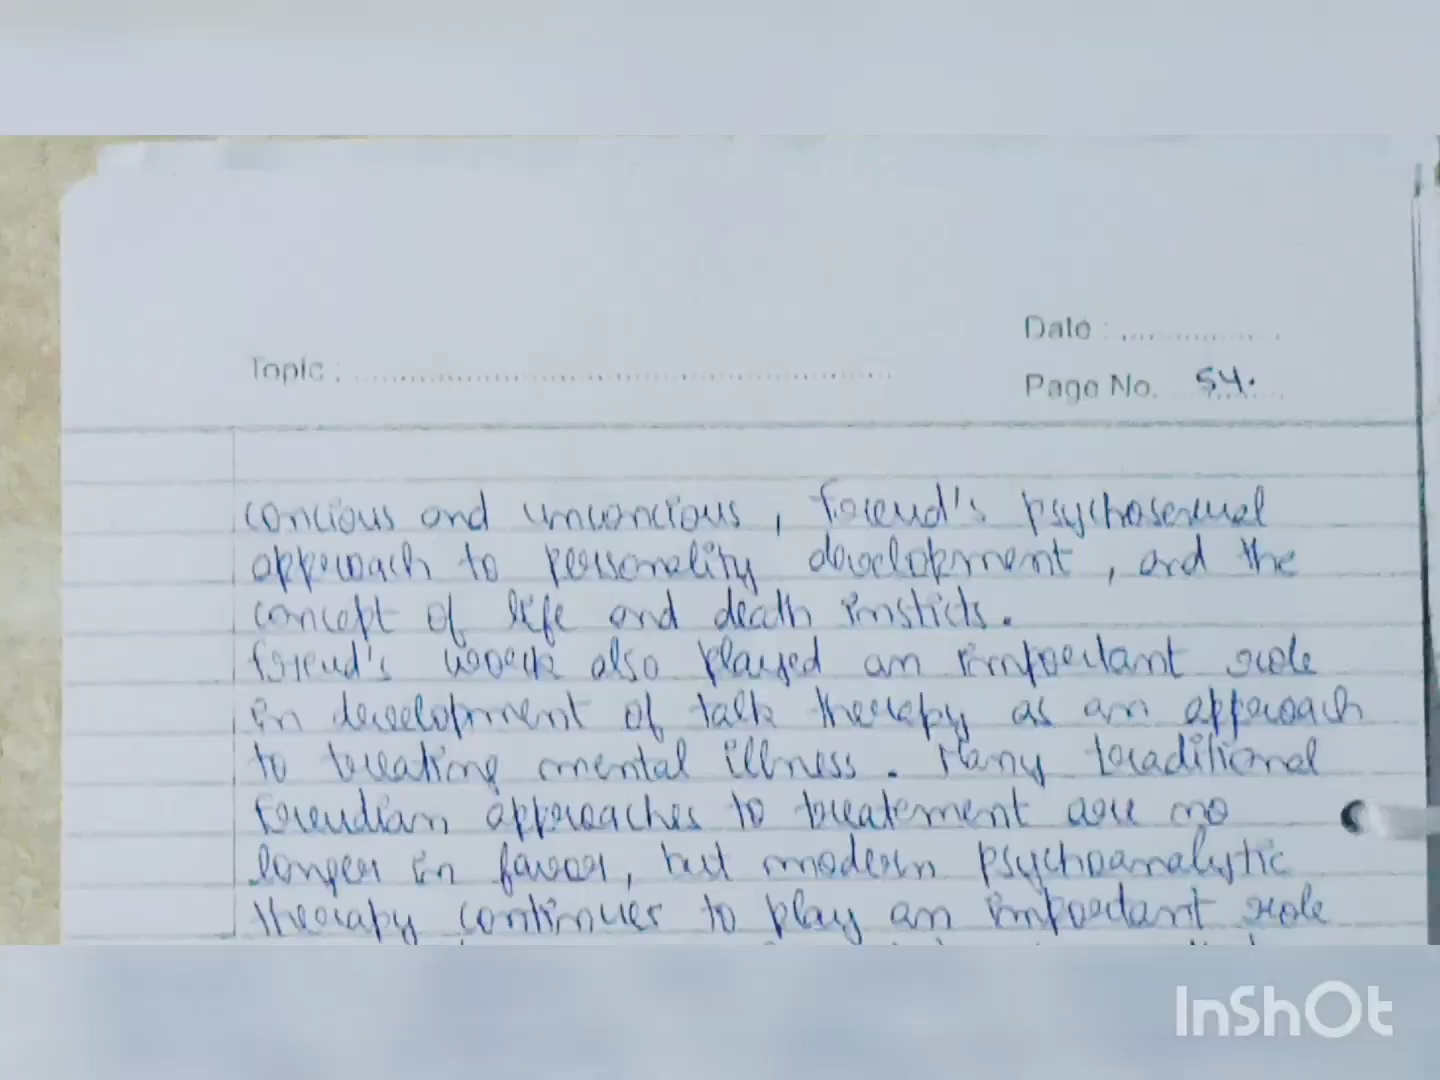 Date : ....................
Topic : ............................................................
Page No. 54.
concious and unconcious, Freud's psychosexual
approach to personality development, and the
concept of life and death insticts.
Freud's work also played an important role
in development of talk therapy as an approach
to treating mental illness. Many traditional
Freudian approaches to treatement are no
longer in favor, but modern psychoanalytic
therapy continues to play an important role
InShOt